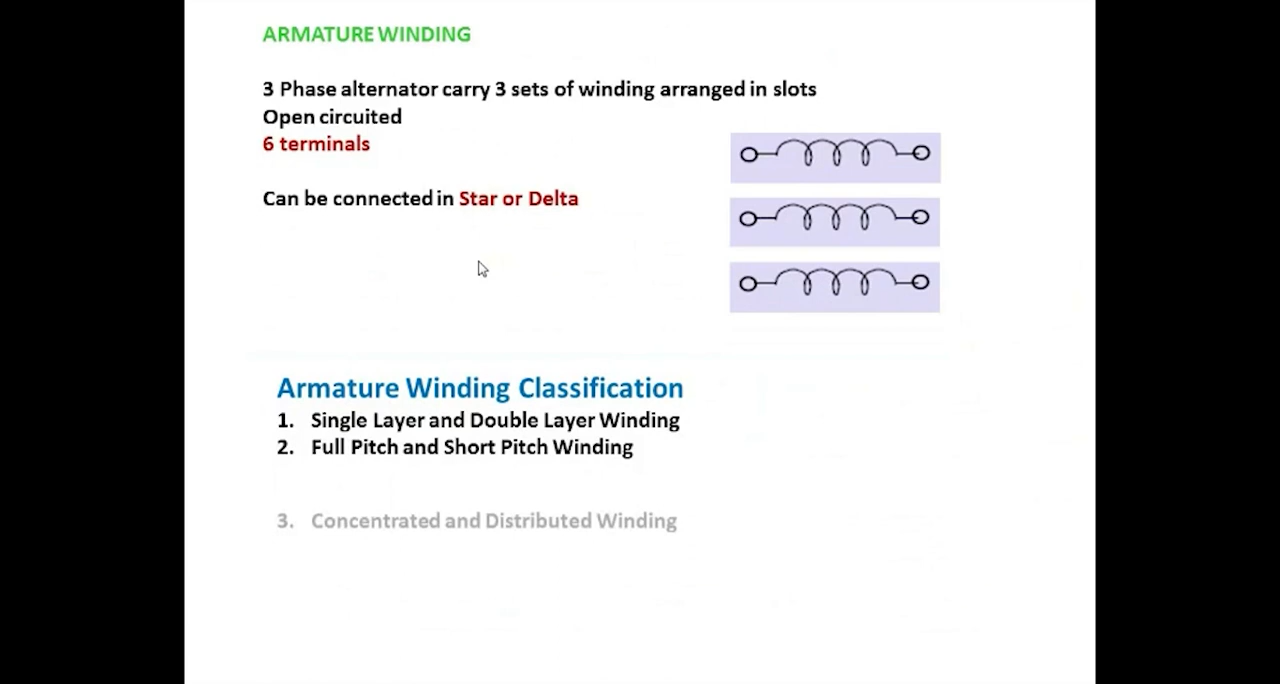 ARMATURE WINDING
3 Phase alternator carry 3 sets of winding arranged in slots
Open circuited
6 terminals
Can be connected in Star or Delta
Armature Winding Classification
1. Single Layer and Double Layer Winding
2. Full Pitch and Short Pitch Winding
3. Concentrated and Distributed Winding